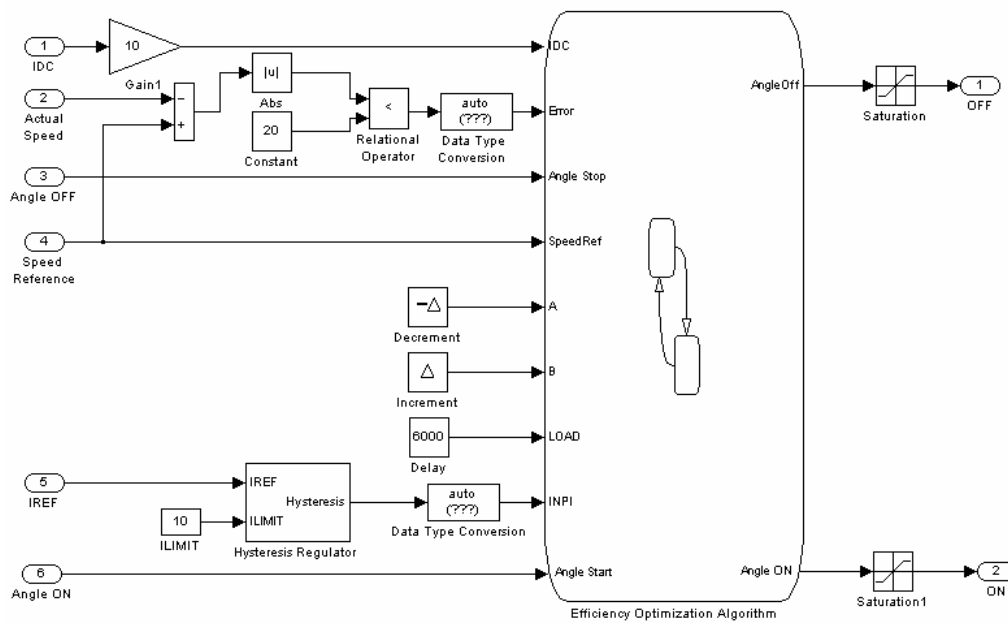 1
IDC
10
Gain1
2
Actual
Speed
−
+
|u|
Abs
20
Constant
<
Relational
Operator
auto
(???)
Data Type
Conversion
3
Angle OFF
4
Speed
Reference
−Δ
Decrement
Δ
Increment
6000
Delay
5
IREF
10
ILIMIT
IREF
ILIMIT
Hysteresis
Hysteresis Regulator
auto
(???)
Data Type Conversion
6
Angle ON
IDC
Error
Angle Stop
SpeedRef
A
B
LOAD
INPI
Angle Start
AngleOff
Angle ON
Efficiency Optimization Algorithm
Saturation
1
OFF
Saturation1
2
ON